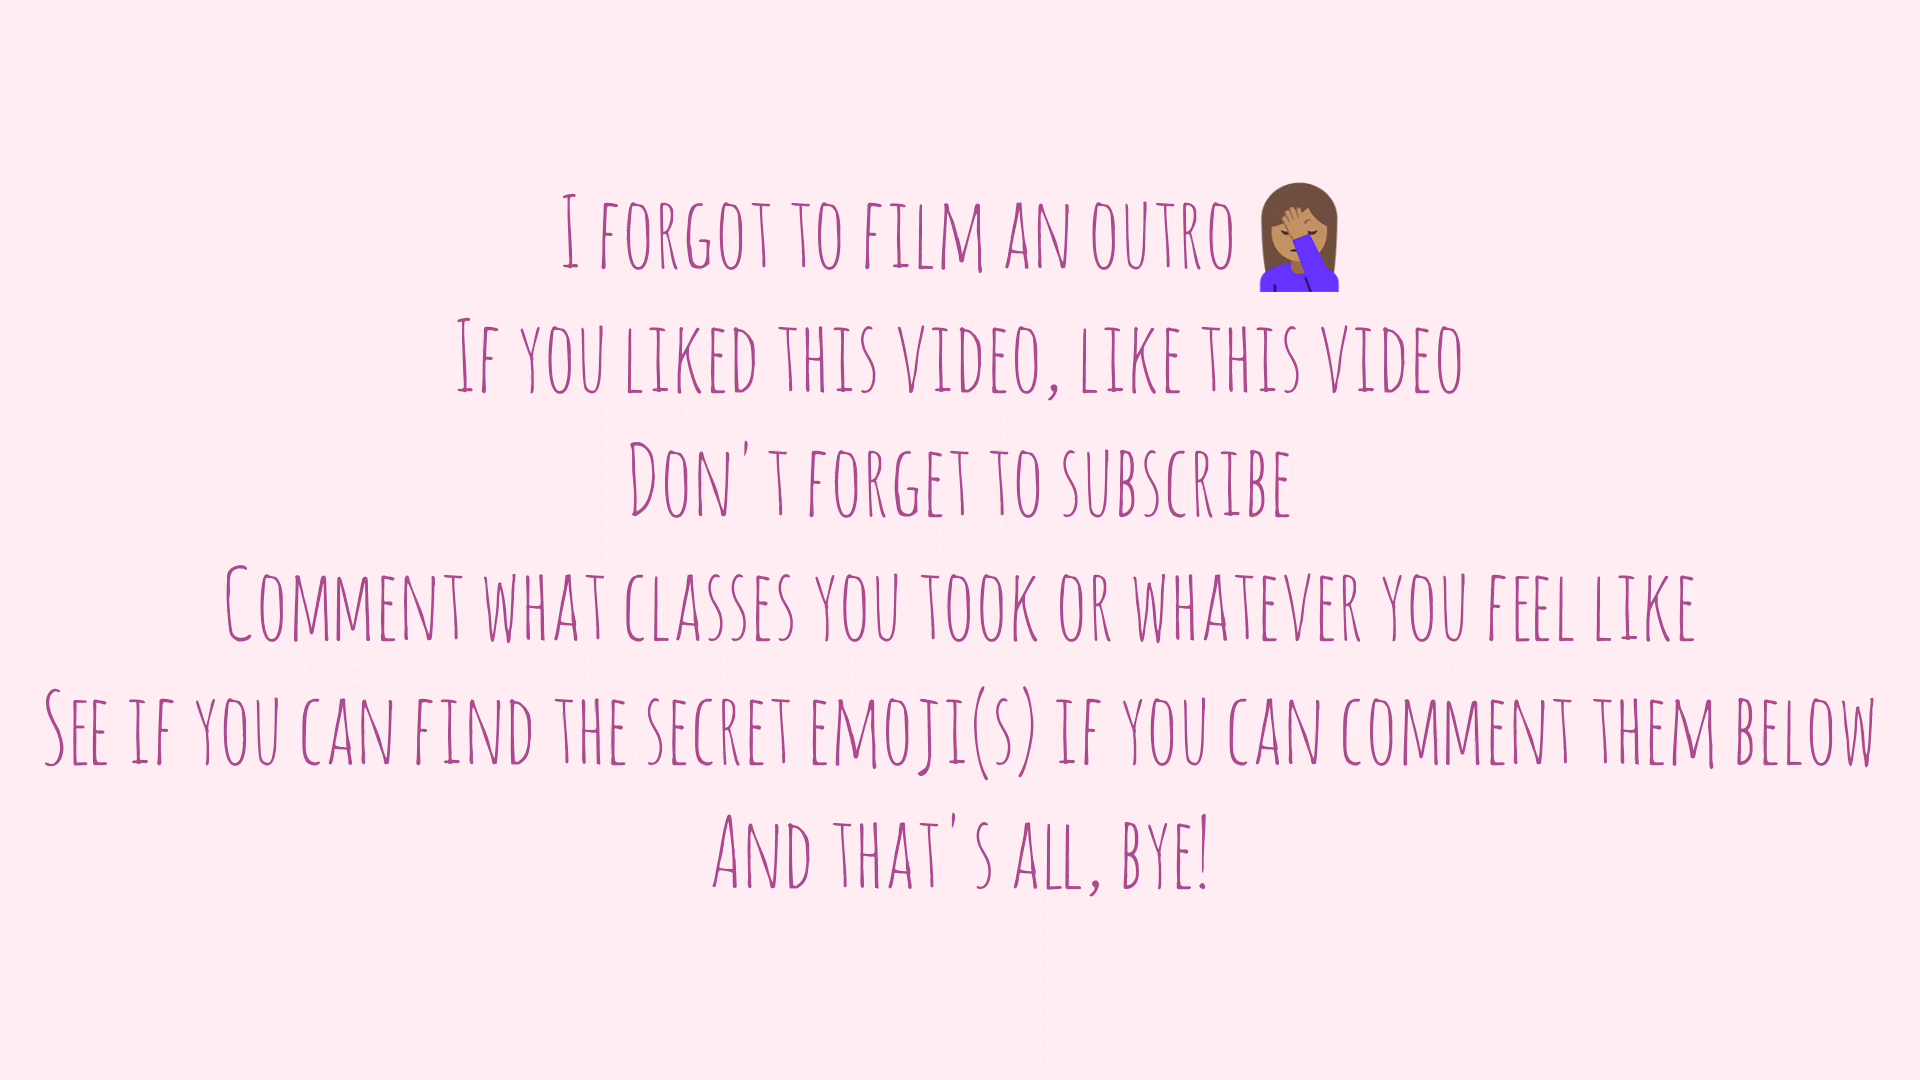 I forgot to film an outro 🤦🏽‍♀️
If you liked this video, like this video
Don't forget to subscribe
Comment what classes you took or whatever you feel like
See if you can find the secret emoji(s) if you can comment them below
And that's all, bye!